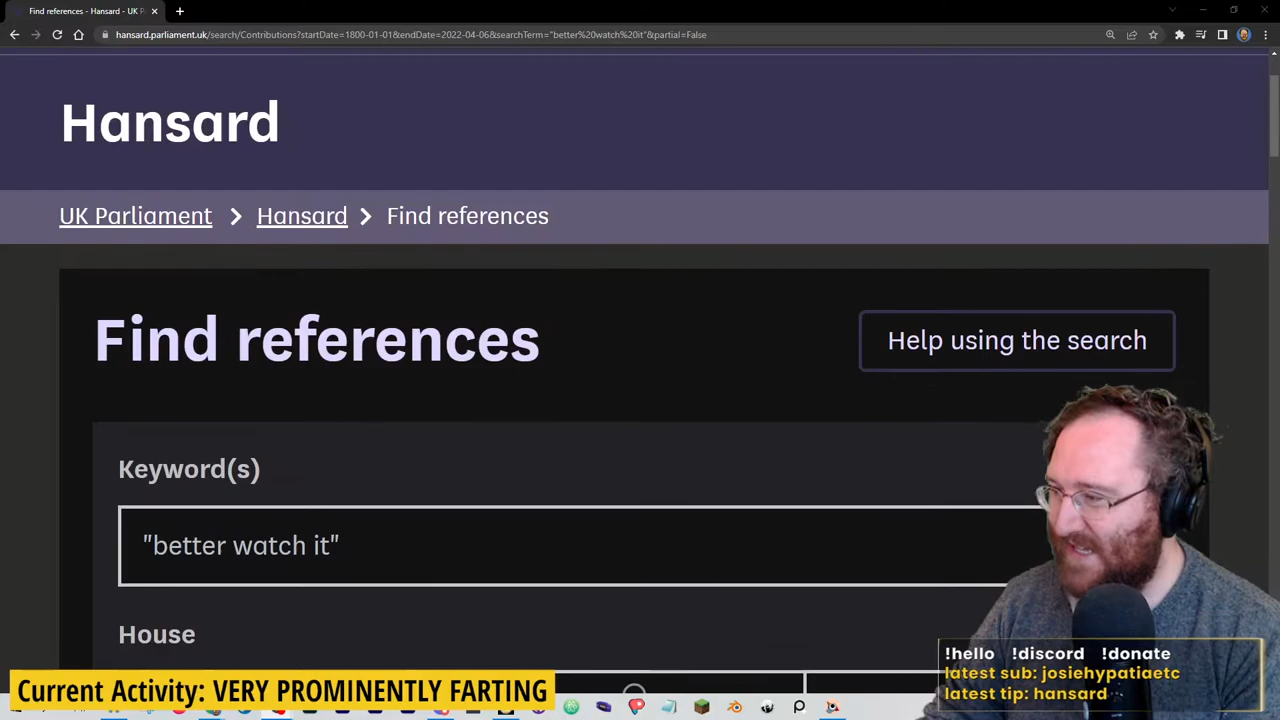 Find references - Hansard - UK P
hansard.parliament.uk/search/Contributions?startDate=1800-01-01&endDate=2022-04-06&searchTerm="better%20watch%20it"&partial=False
Hansard
UK Parliament > Hansard > Find references
Find references
Help using the search
Keyword(s)
"better watch it"
House
!hello !discord !donate
latest sub: josiehypatiaetc
latest tip: hansard
Current Activity: VERY PROMINENTLY FARTING